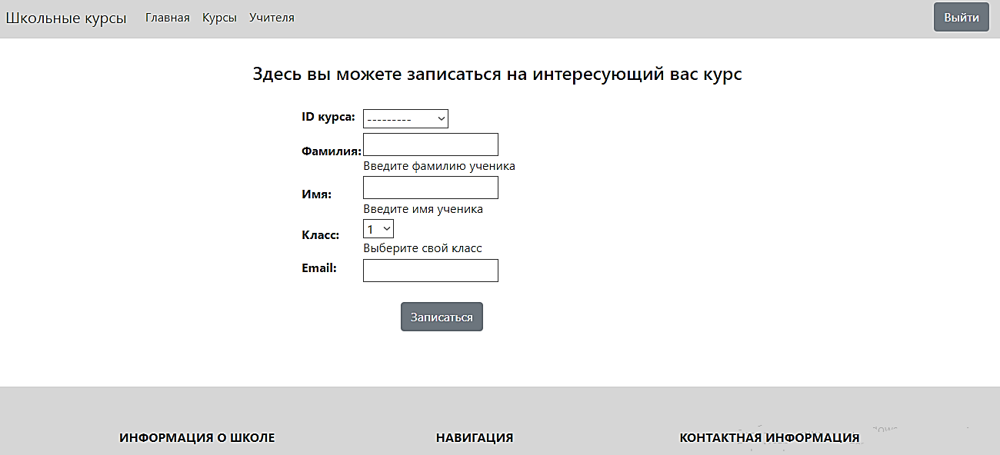 Школьные курсы Главная Курсы Учителя Выйти
Здесь вы можете записаться на интересующий вас курс
ID курса: ---------
Фамилия:
Введите фамилию ученика
Имя:
Введите имя ученика
Класс: 1
Выберите свой класс
Email:
Записаться
ИНФОРМАЦИЯ О ШКОЛЕ НАВИГАЦИЯ КОНТАКТНАЯ ИНФОРМАЦИЯ